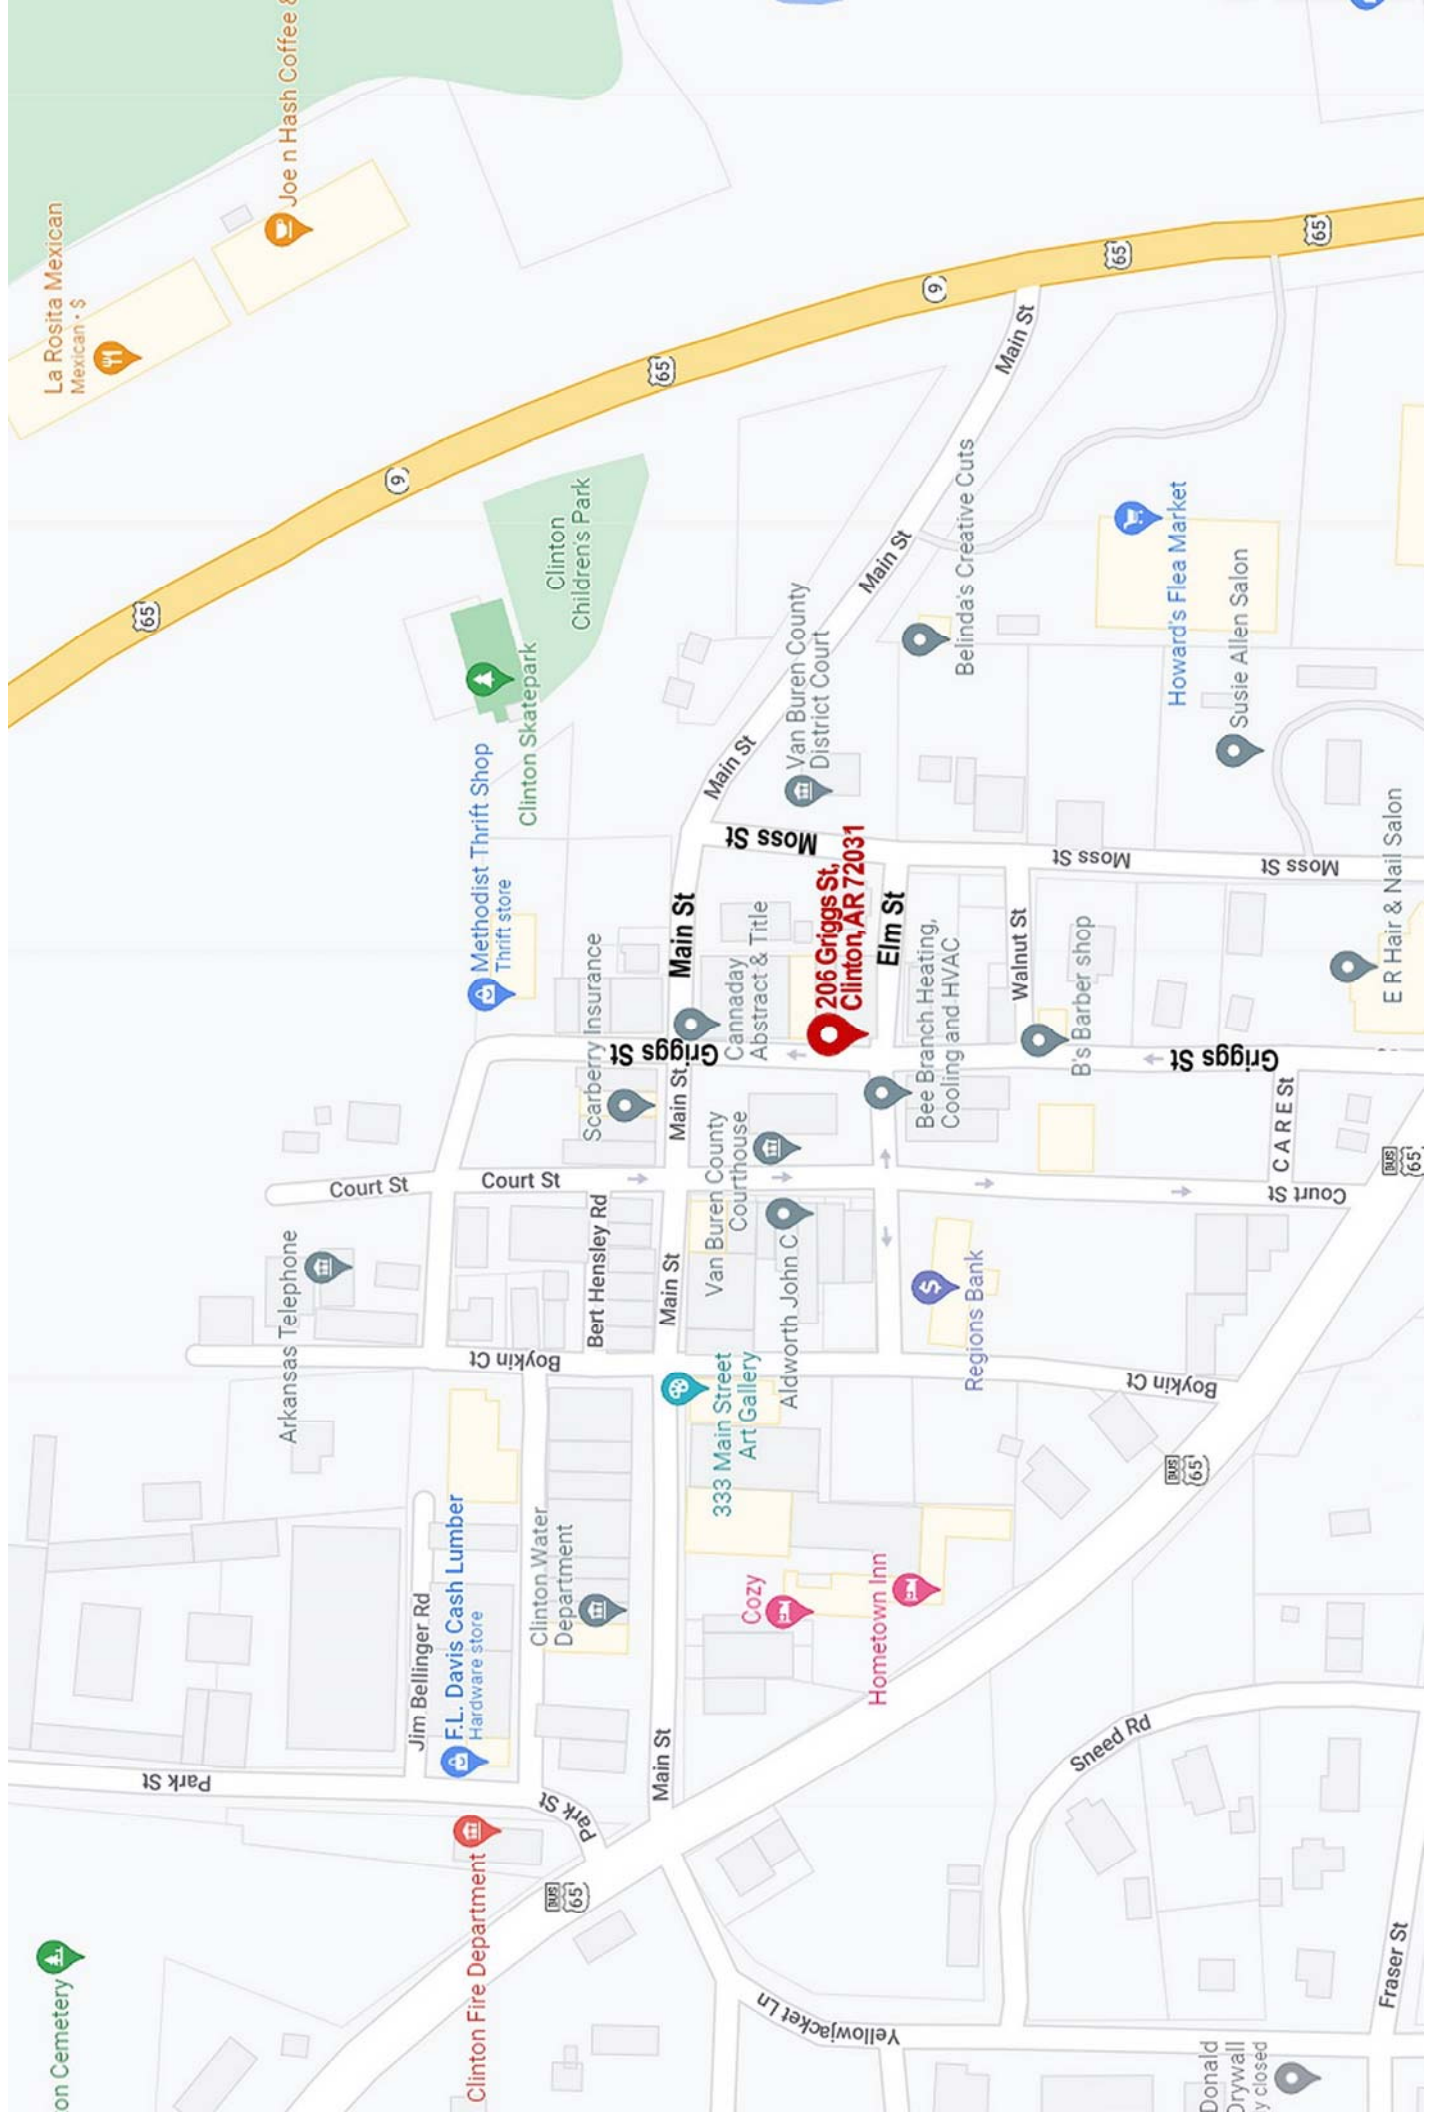 La Rosita Mexican
Mexican · $
Joe n Hash Coffee &
65
9
65
9
65
65
Clinton
Children's Park
Clinton Skatepark
Methodist Thrift Shop
Thrift store
Main St
Main St
Main St
Belinda's Creative Cuts
Howard's Flea Market
Susie Allen Salon
Van Buren County
District Court
Moss St
Moss St
Moss St
E R Hair & Nail Salon
Main St
Elm St
Walnut St
206 Griggs St,
Clinton, AR 72031
Scarberry Insurance
Cannaday
Abstract & Title
Bee Branch Heating,
Cooling and HVAC
B's Barber shop
Griggs St
Griggs St
Main St
Court St
Court St
Court St
CARE St
BUS
65
Van Buren County
Courthouse
Aldworth John C
Bert Hensley Rd
Main St
Arkansas Telephone
Regions Bank
Boykin Ct
Boykin Ct
333 Main Street
Art Gallery
BUS
65
F.L. Davis Cash Lumber
Hardware store
Jim Bellinger Rd
Clinton Water
Department
Cozy
Hometown Inn
Main St
Park St
Park St
Sneed Rd
Clinton Fire Department
BUS
65
on Cemetery
Yellowjacket Ln
Fraser St
Donald
Drywall
y closed